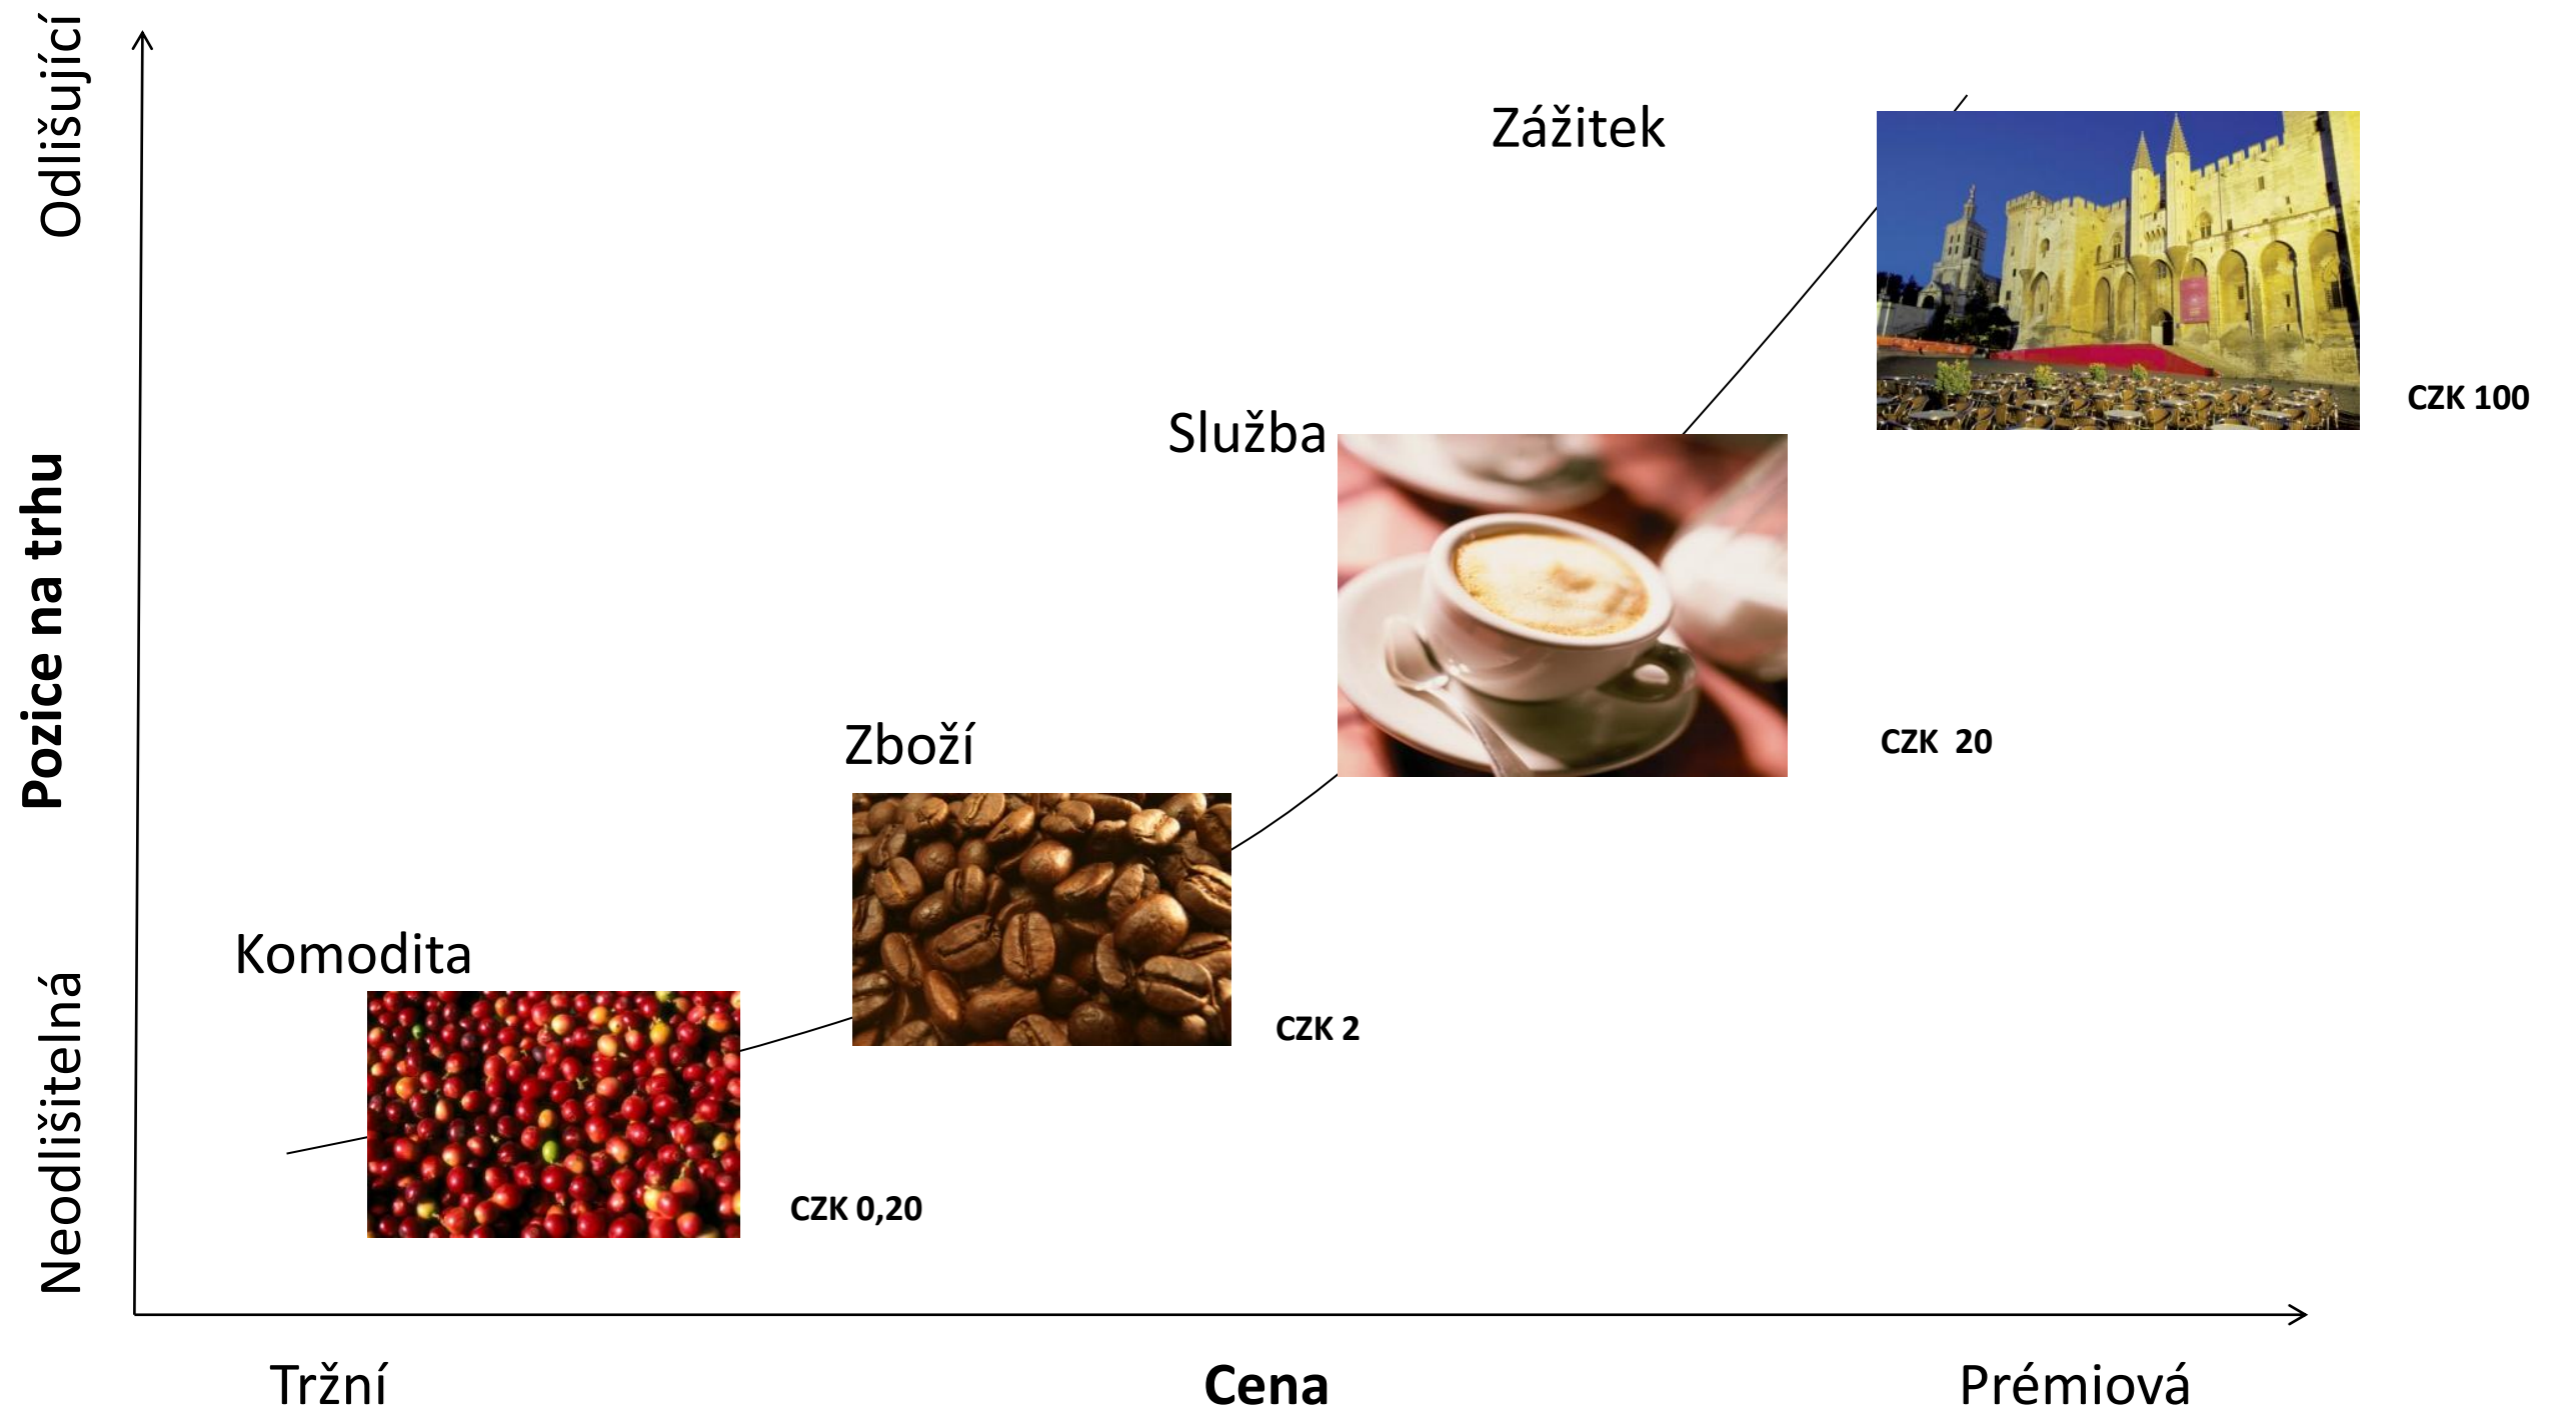 Odlišující
Pozice na trhu
Neodlišitelná
Zážitek
CZK 100
Služba
CZK  20
Zboží
CZK 2
Komodita
CZK 0,20
Tržní
Cena
Prémiová